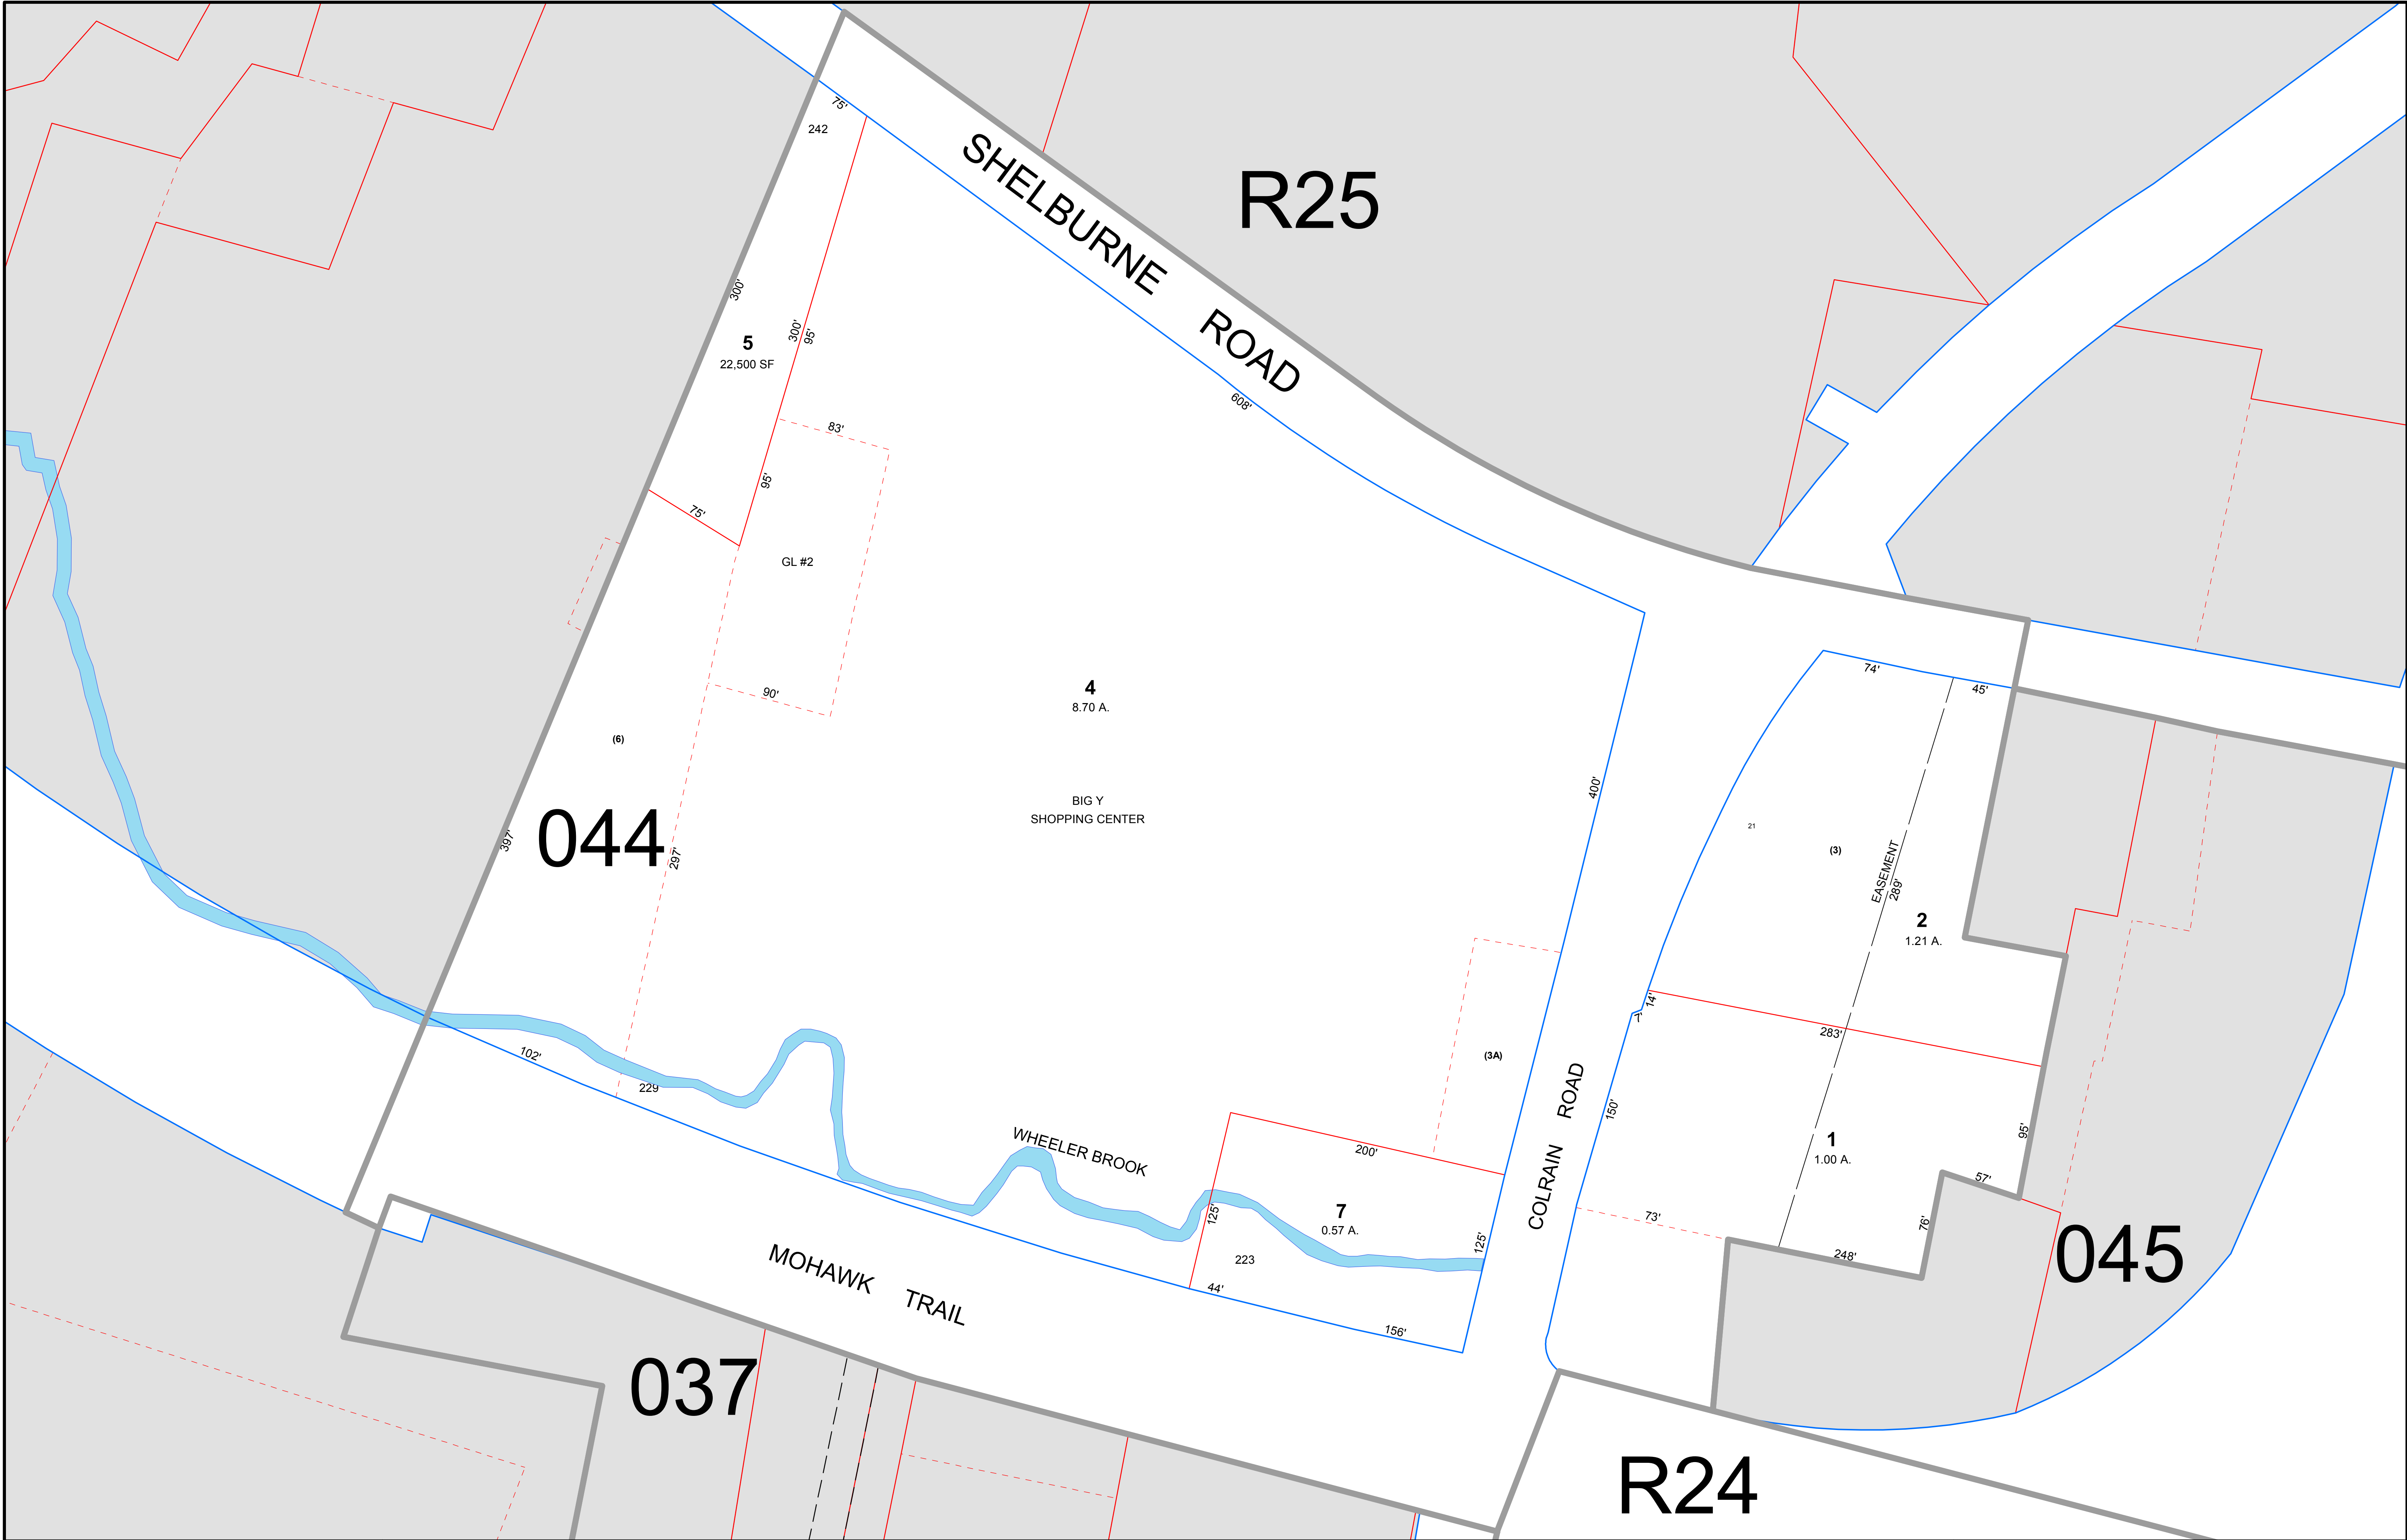 75'
242
SHELBURNE ROAD
R25
300'
300'
95'
5
22,500 SF
608'
83'
95'
75'
GL #2
74'
45'
4
8.70 A.
90'
(6)
BIG Y
SHOPPING CENTER
400'
21
(3)
EASEMENT
289'
044
397'
297'
2
1.21 A.
14'
7'
283'
102'
229
(3A)
WHEELER BROOK
200'
COLRAIN ROAD
150'
1
1.00 A.
95'
57'
125'
7
0.57 A.
125'
73'
76'
248'
045
223
MOHAWK TRAIL
44'
156'
037
R24